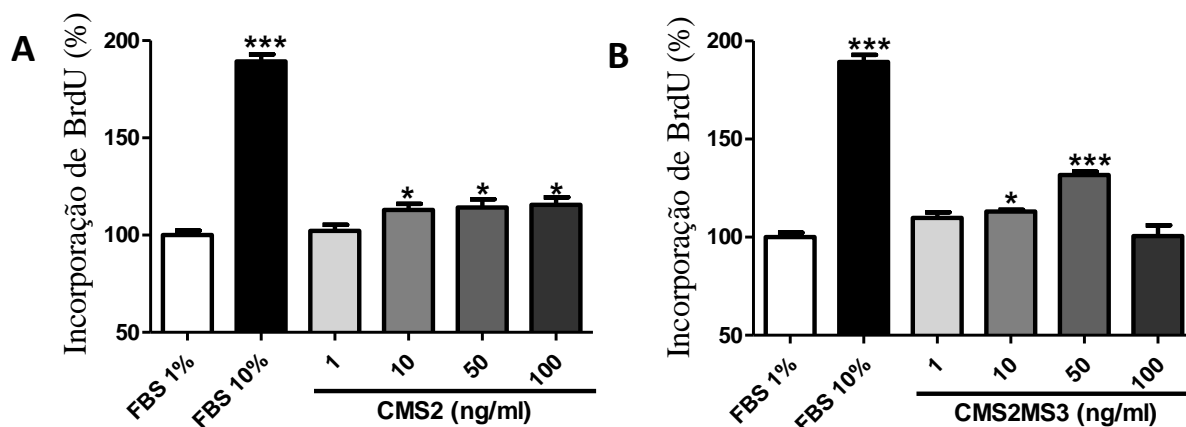 A
Incorporação de BrdU (%)
200
150
100
50
***
*
*
*
FBS 1%
FBS 10%
1
10
50
100
CMS2 (ng/ml)
B
Incorporação de BrdU (%)
200
150
100
50
***
*
***
FBS 1%
FBS 10%
1
10
50
100
CMS2MS3 (ng/ml)